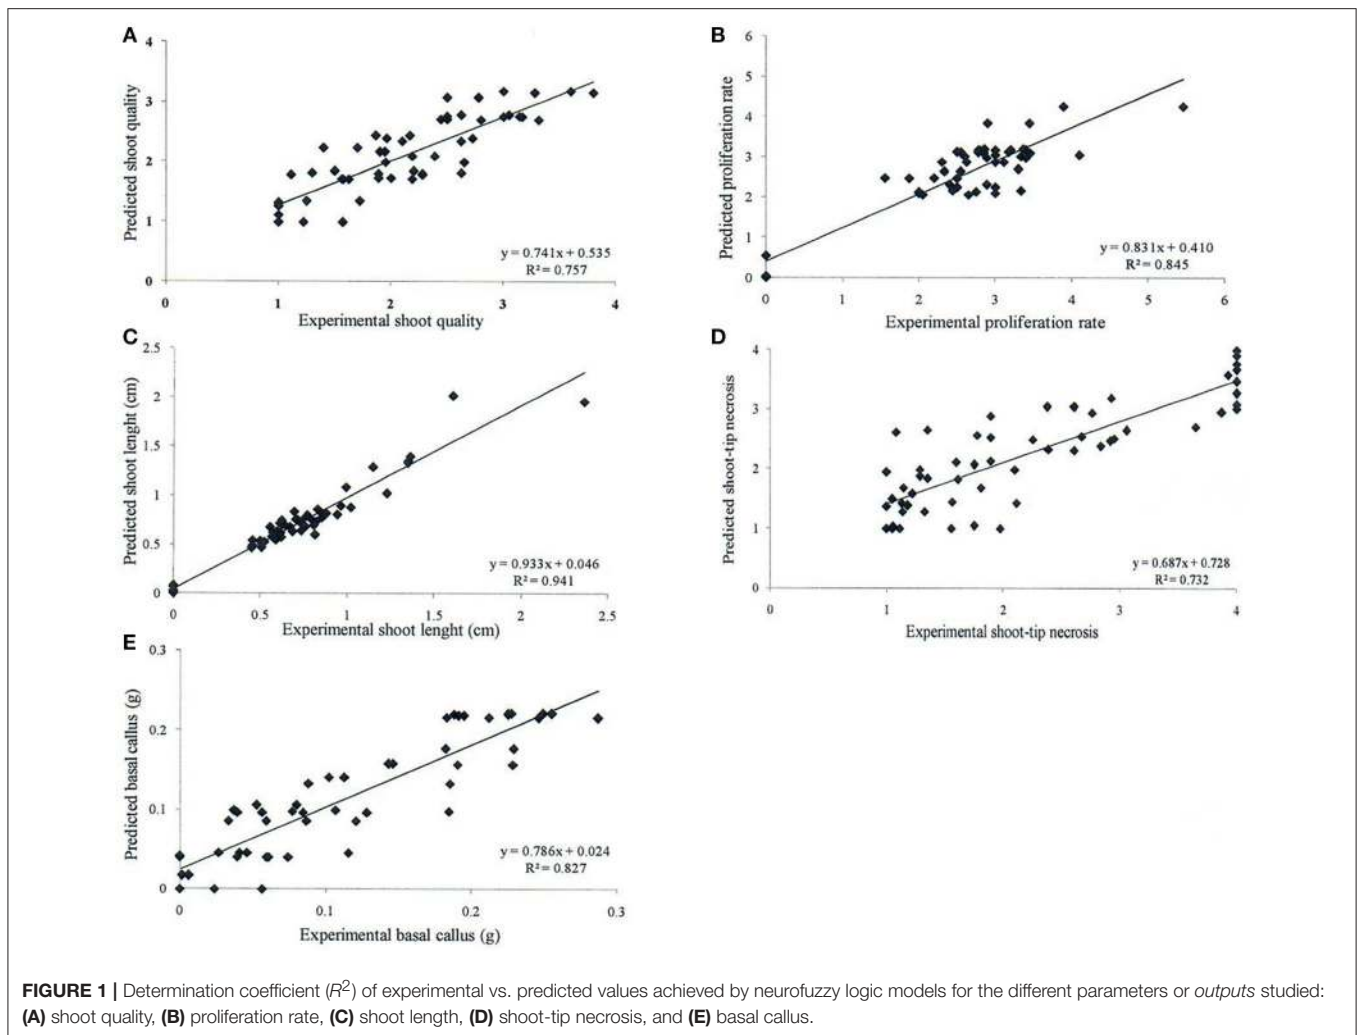 A
4
3
2
1
0
Predicted shoot quality
y = 0.741x + 0.535
R² = 0.757
0 1 2 3 4
Experimental shoot quality
B
6
5
4
3
2
1
0
Predicted proliferation rate
y = 0.831x + 0.410
R² = 0.845
0 1 2 3 4 5 6
Experimental proliferation rate
C
2.5
2
1.5
1
0.5
0
Predicted shoot lenght (cm)
y = 0.933x + 0.046
R² = 0.941
0 0.5 1 1.5 2 2.5
Experimental shoot lenght (cm)
D
4
3
2
1
0
Predicted shoot-tip necrosis
y = 0.687x + 0.728
R² = 0.732
0 1 2 3 4
Experimental shoot-tip necrosis
E
0.3
0.2
0.1
0
Predicted basal callus (g)
y = 0.786x + 0.024
R² = 0.827
0 0.1 0.2 0.3
Experimental basal callus (g)
FIGURE 1 | Determination coefficient (R²) of experimental vs. predicted values achieved by neurofuzzy logic models for the different parameters or outputs studied:
(A) shoot quality, (B) proliferation rate, (C) shoot length, (D) shoot-tip necrosis, and (E) basal callus.